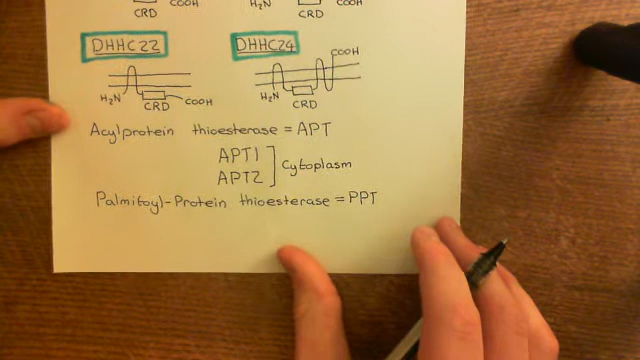 COOH H₂N COOH
CRD CRD
DHHC22 DHHC24
COOH
H₂N CRD COOH H₂N CRD
Acylprotein thioesterase = APT
APT1
APT2 ] Cytoplasm
Palmitoyl-Protein thioesterase = PPT